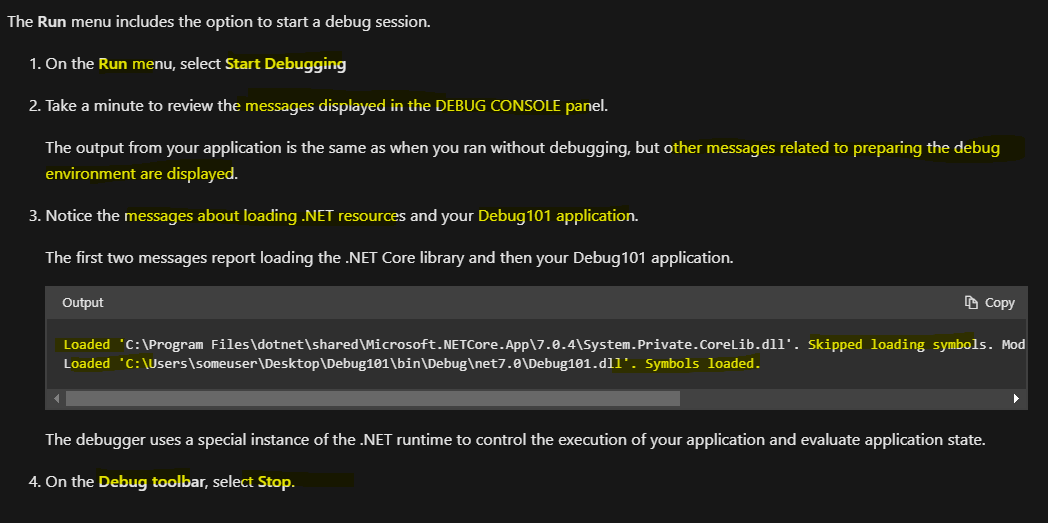 The Run menu includes the option to start a debug session.
1. On the Run menu, select Start Debugging
2. Take a minute to review the messages displayed in the DEBUG CONSOLE panel.
The output from your application is the same as when you ran without debugging, but other messages related to preparing the debug
environment are displayed.
3. Notice the messages about loading .NET resources and your Debug101 application.
The first two messages report loading the .NET Core library and then your Debug101 application.
Output
Copy
Loaded 'C:\Program Files\dotnet\shared\Microsoft.NETCore.App\7.0.4\System.Private.CoreLib.dll'. Skipped loading symbols. Mod
Loaded 'C:\Users\someuser\Desktop\Debug101\bin\Debug\net7.0\Debug101.dll'. Symbols loaded.
The debugger uses a special instance of the .NET runtime to control the execution of your application and evaluate application state.
4. On the Debug toolbar, select Stop.